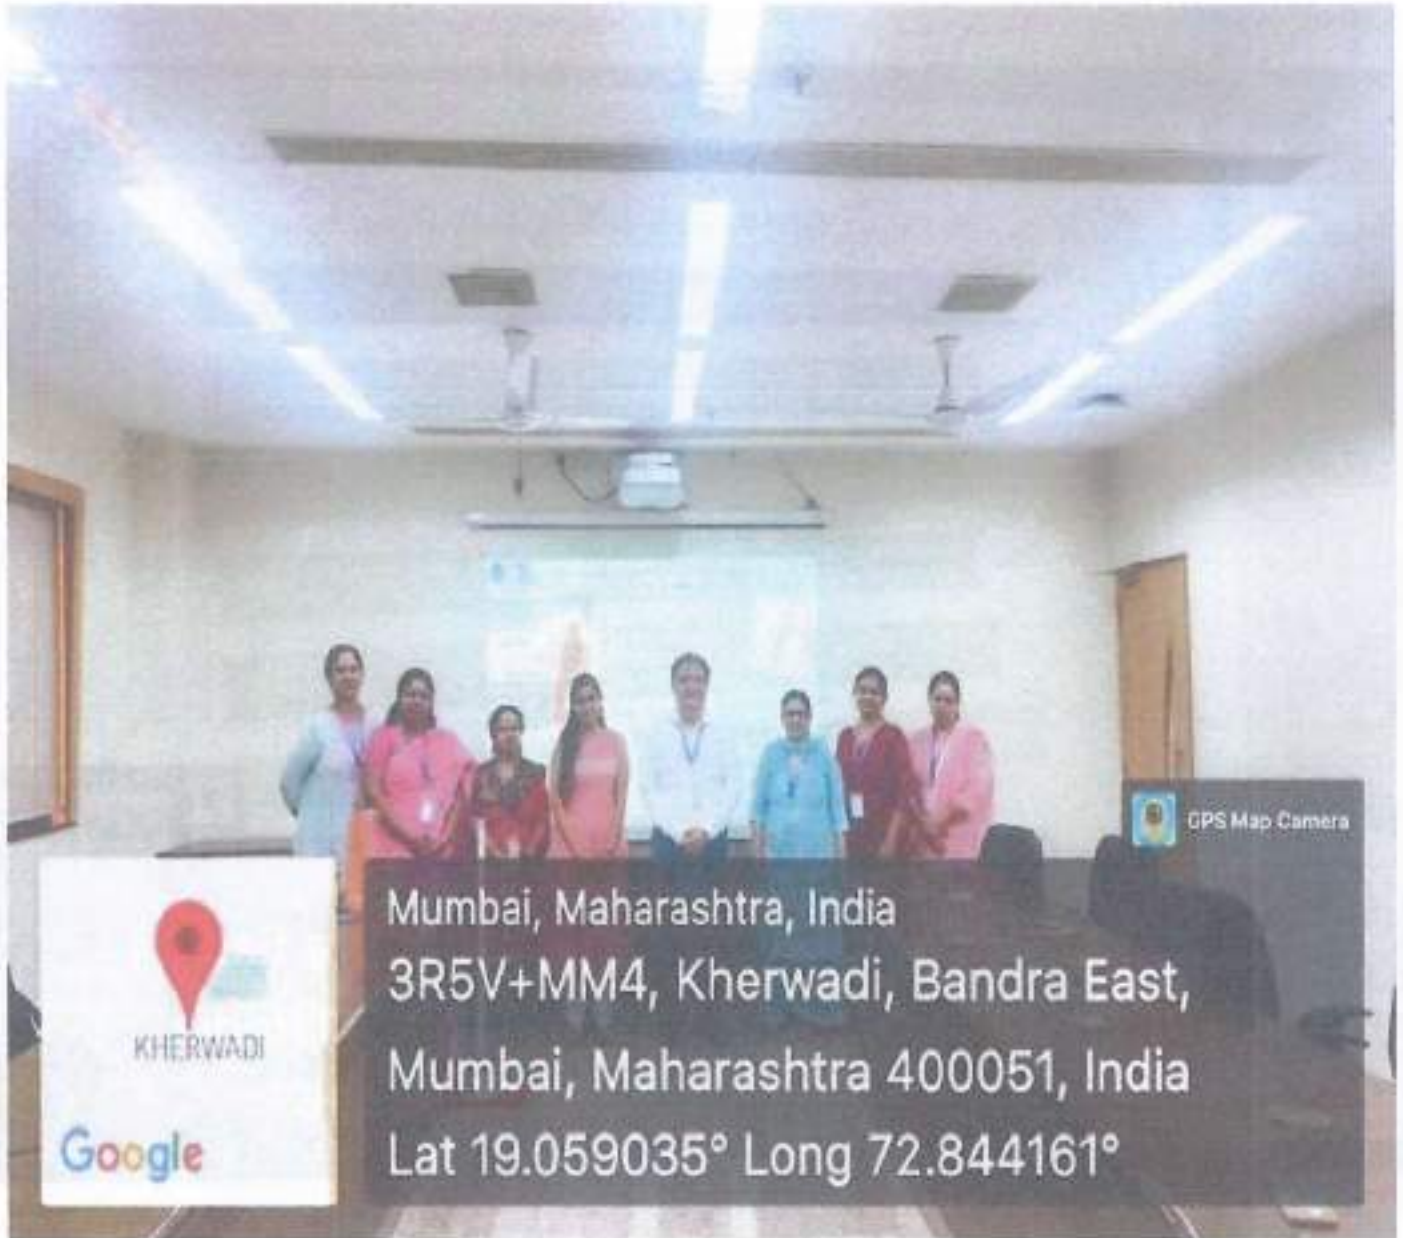 GPS Map Camera
Mumbai, Maharashtra, India
3R5V+MM4, Kherwadi, Bandra East,
Mumbai, Maharashtra 400051, India
Lat 19.059035° Long 72.844161°
KHERWADI
Google